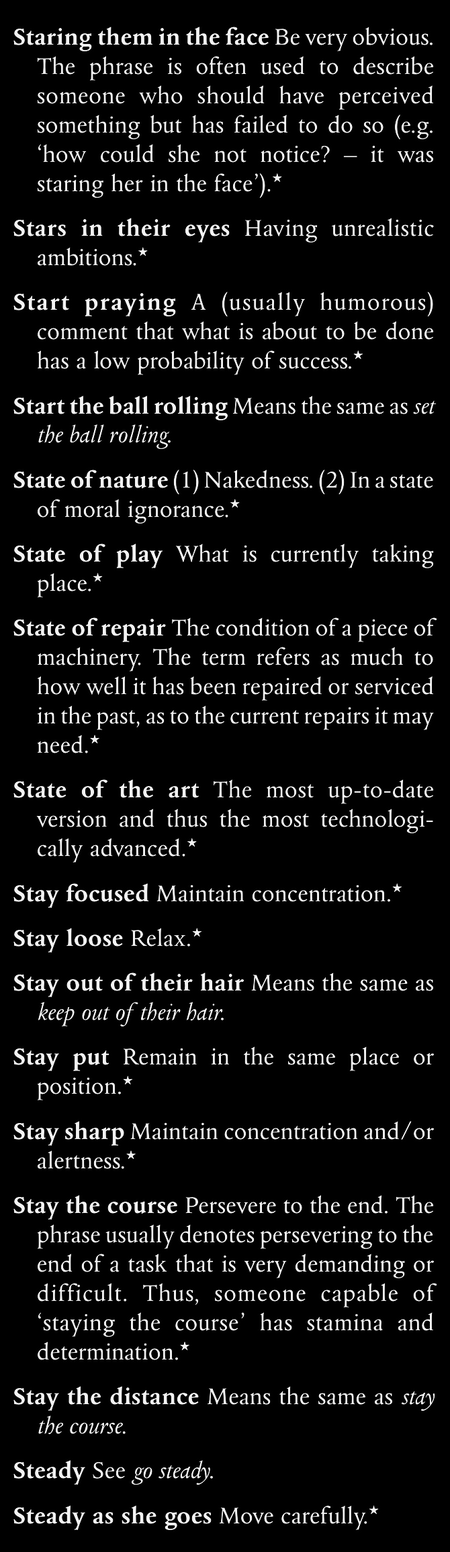 Staring them in the face Be very obvious.
The phrase is often used to describe
someone who should have perceived
something but has failed to do so (e.g.
‘how could she not notice? – it was
staring her in the face’).★
Stars in their eyes Having unrealistic
ambitions.★
Start praying A (usually humorous)
comment that what is about to be done
has a low probability of success.★
Start the ball rolling Means the same as set
the ball rolling.
State of nature (1) Nakedness. (2) In a state
of moral ignorance.★
State of play What is currently taking
place.★
State of repair The condition of a piece of
machinery. The term refers as much to
how well it has been repaired or serviced
in the past, as to the current repairs it may
need.★
State of the art The most up-to-date
version and thus the most technologi-
cally advanced.★
Stay focused Maintain concentration.★
Stay loose Relax.★
Stay out of their hair Means the same as
keep out of their hair.
Stay put Remain in the same place or
position.★
Stay sharp Maintain concentration and/or
alertness.★
Stay the course Persevere to the end. The
phrase usually denotes persevering to the
end of a task that is very demanding or
difficult. Thus, someone capable of
‘staying the course’ has stamina and
determination.★
Stay the distance Means the same as stay
the course.
Steady See go steady.
Steady as she goes Move carefully.★